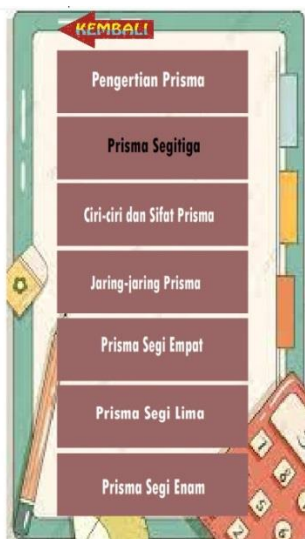 KEMBALI
Pengertian Prisma
Prisma Segitiga
Ciri-ciri dan Sifat Prisma
Jaring-jaring Prisma
Prisma Segi Empat
Prisma Segi Lima
Prisma Segi Enam